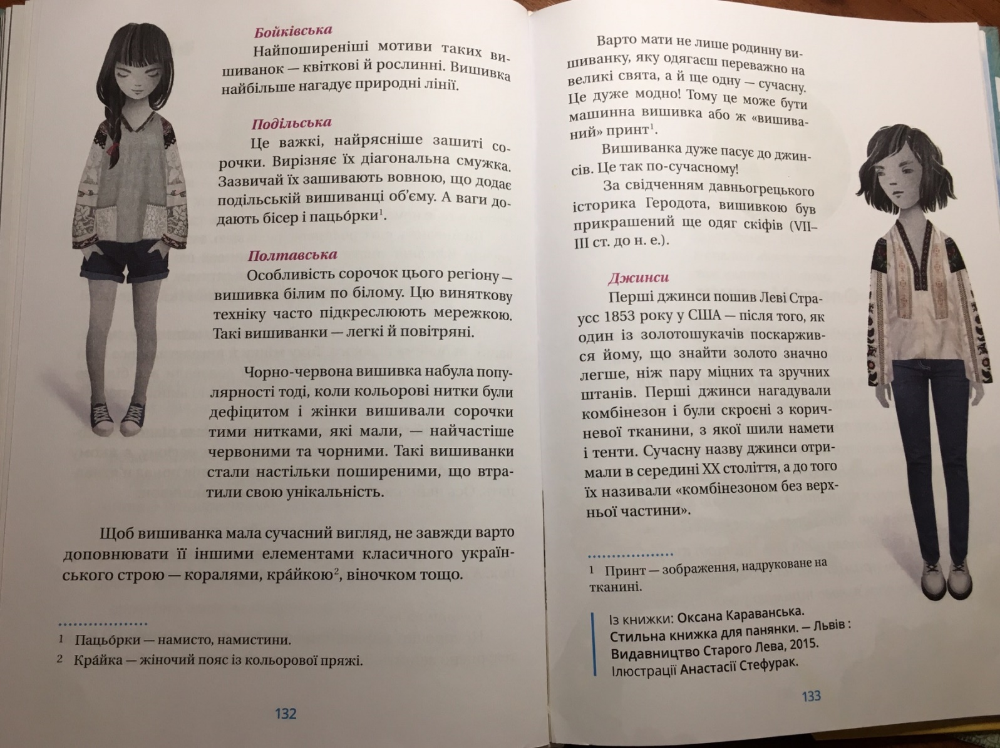 Бойківська
Найпоширеніші мотиви таких ви-
шиванок — квіткові й рослинні. Вишивка
найбільше нагадує природні лінії.
Подільська
Це важкі, найрясніше зашиті со-
рочки. Вирізняє їх діагональна смужка.
Зазвичай їх зашивають вовною, що додає
подільській вишиванці об’єму. А ваги до-
дають бісер і пацьо́рки¹.
Полтавська
Особливість сорочок цього регіону —
вишивка білим по білому. Цю виняткову
техніку часто підкреслюють мережкою.
Такі вишиванки — легкі й повітряні.
Чорно-червона вишивка набула попу-
лярності тоді, коли кольорові нитки були
дефіцитом і жінки вишивали сорочки
тими нитками, які мали, — найчастіше
червоними та чорними. Такі вишиванки
стали настільки поширеними, що втра-
тили свою унікальність.
Щоб вишиванка мала сучасний вигляд, не завжди варто
доповнювати її іншими елементами класичного україн-
ського строю — коралями, кра́йкою², віночком тощо.
1 Пацьо́рки — намисто, намистини.
2 Кра́йка — жіночий пояс із кольорової пряжі.
132
Варто мати не лише родинну ви-
шиванку, яку одягаєш переважно на
великі свята, а й ще одну — сучасну.
Це дуже модно! Тому це може бути
машинна вишивка або ж «вишива-
ний» принт¹.
Вишиванка дуже пасує до джин-
сів. Це так по-сучасному!
За свідченням давньогрецького
історика Геродота, вишивкою був
прикрашений ще одяг скіфів (VII–
III ст. до н. е.).
Джинси
Перші джинси пошив Леві Стра-
усс 1853 року у США — після того, як
один із золотошукачів поскаржив-
ся йому, що знайти золото значно
легше, ніж пару міцних та зручних
штанів. Перші джинси нагадували
комбінезон і були скроєні з корич-
невої тканини, з якої шили намети
і тенти. Сучасну назву джинси отри-
мали в середині XX століття, а до того
їх називали «комбінезоном без верх-
ньої частини».
1 Принт — зображення, надруковане на
тканині.
Із книжки: Оксана Караванська.
Стильна книжка для панянки. — Львів :
Видавництво Старого Лева, 2015.
Ілюстрації Анастасії Стефурак.
133